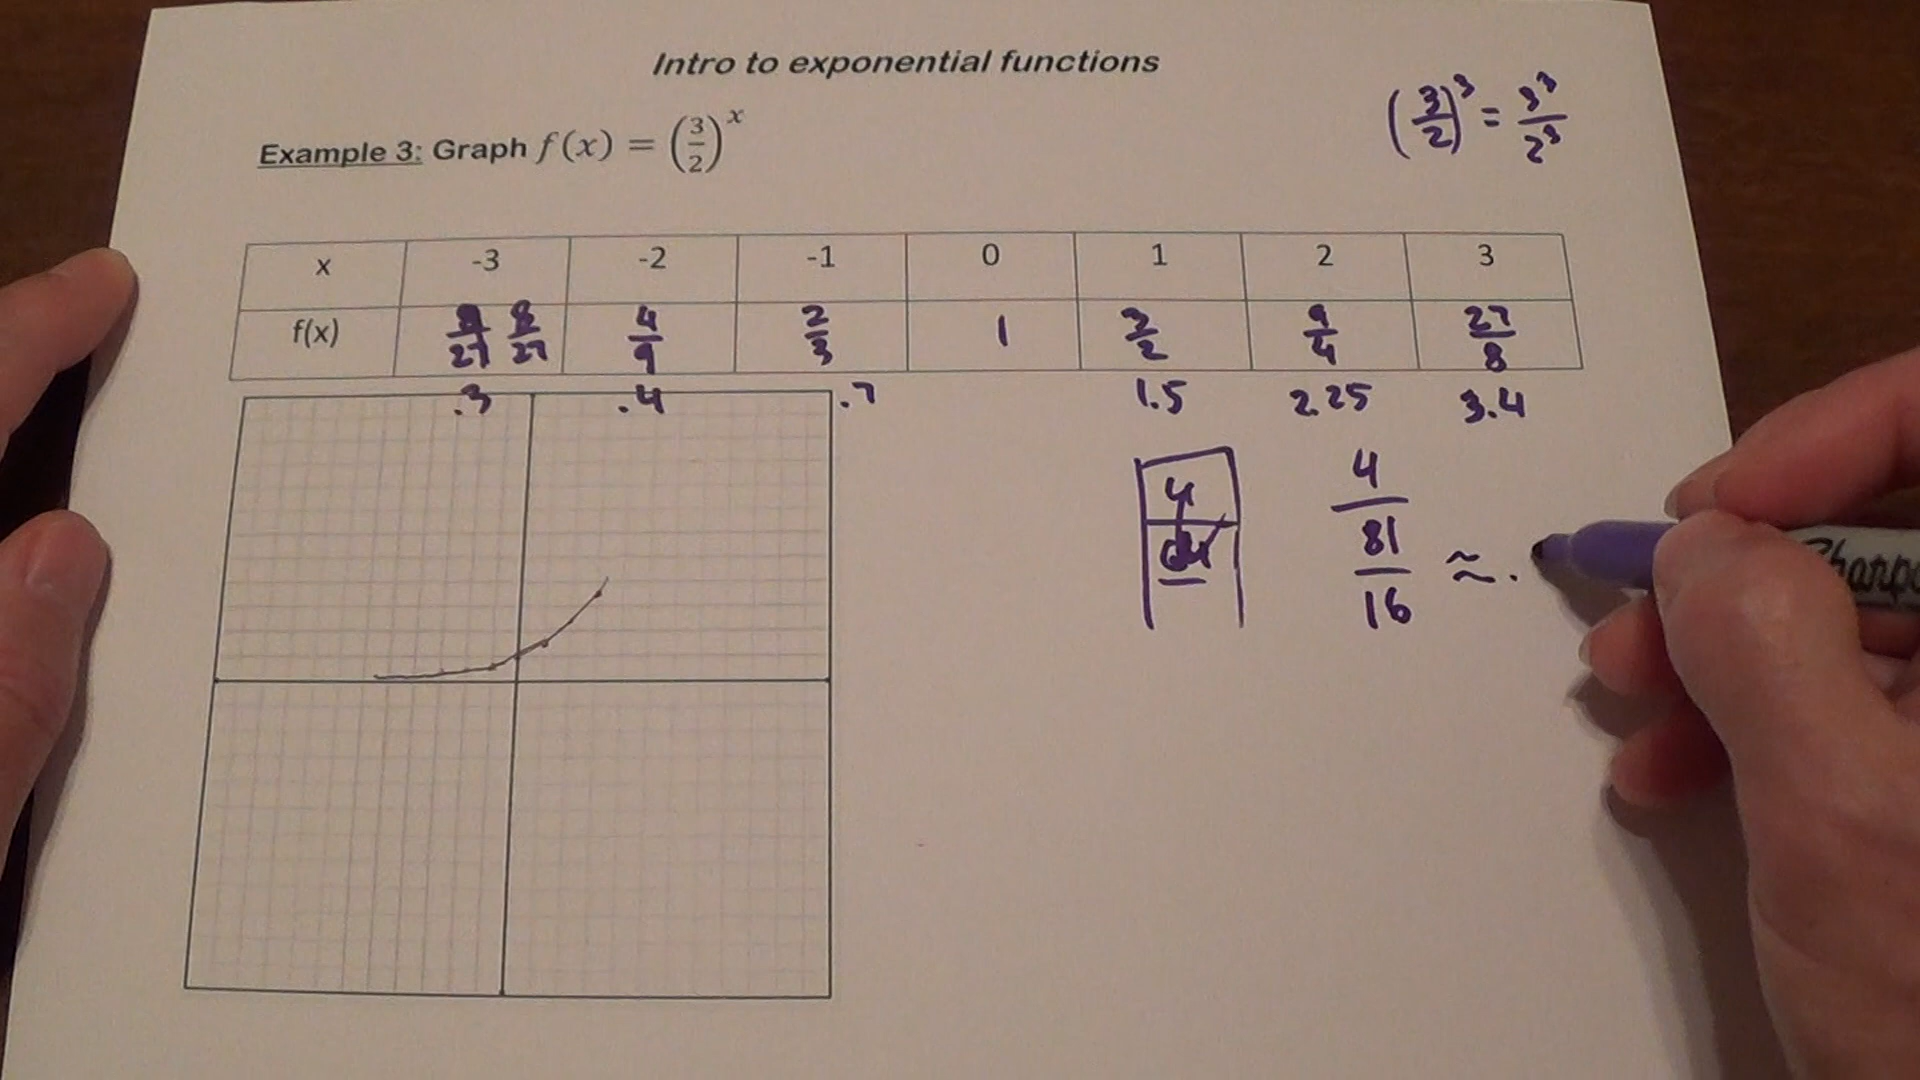 Intro to exponential functions
(3/2)^3 = 3^3/2^3
Example 3: Graph f(x) = (3/2)^x
x -3 -2 -1 0 1 2 3
f(x) 8/27 4/9 2/3 1 3/2 9/4 27/8
.3 .4 .7 1.5 2.25 3.4
4
4
81
16
≈ .
Sharpi